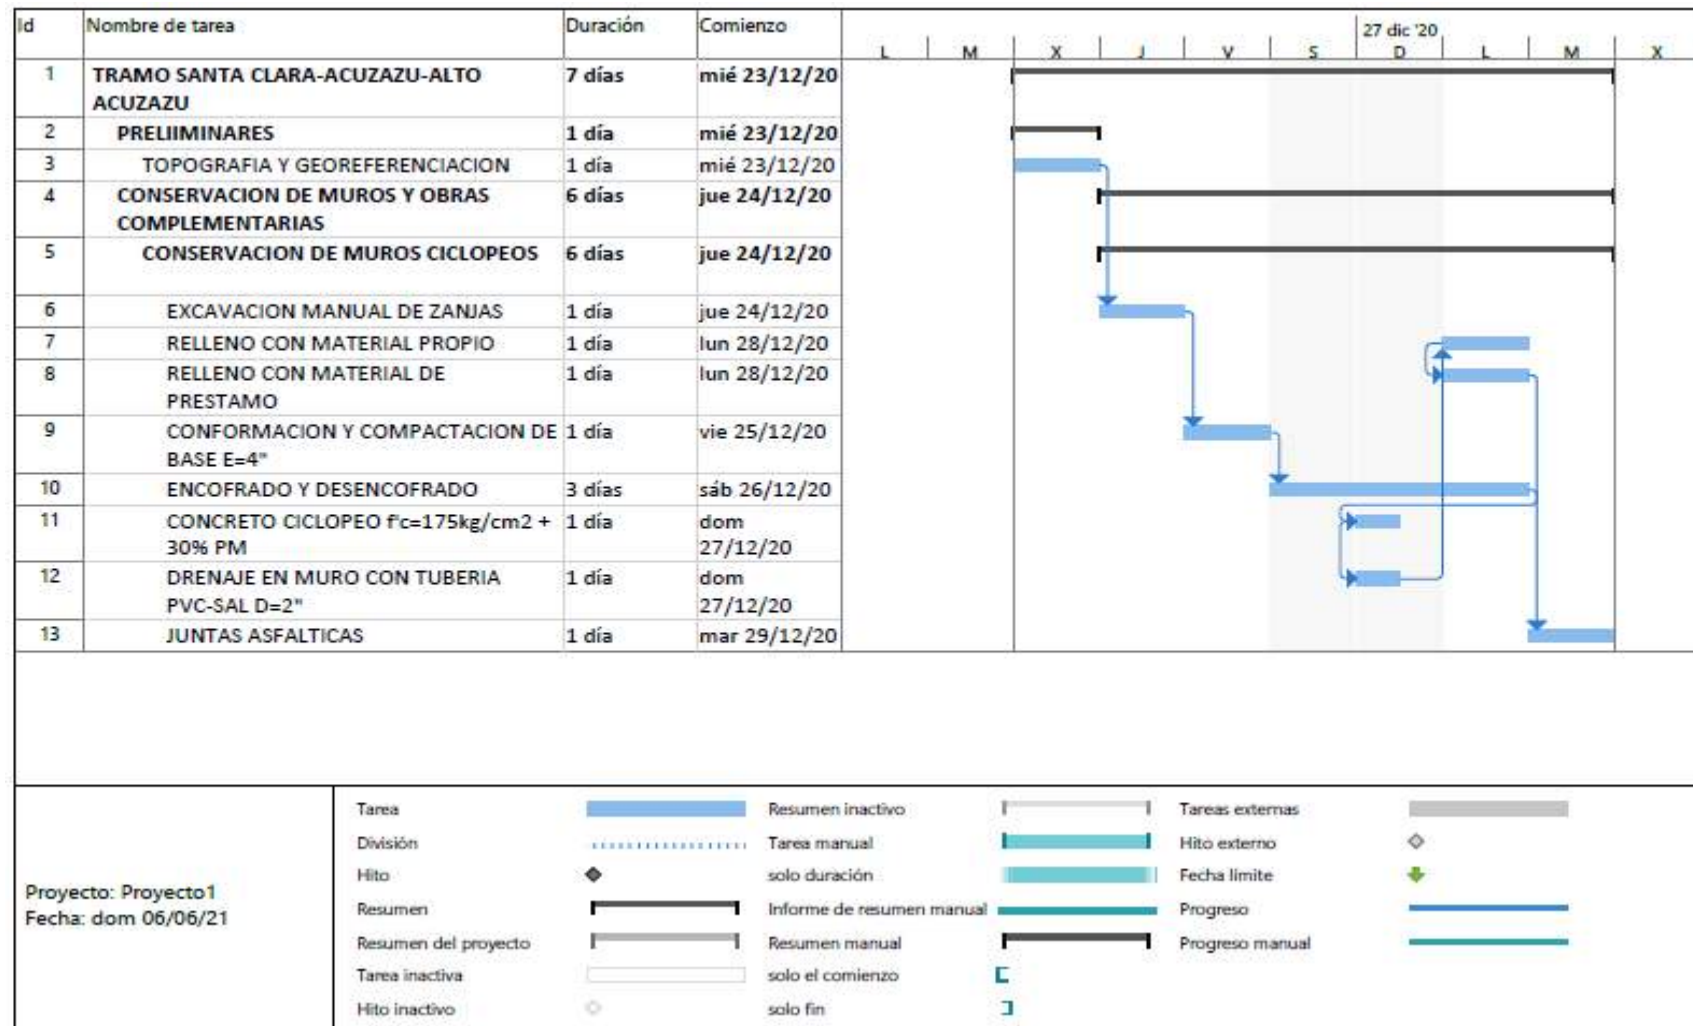 Id Nombre de tarea Duración Comienzo
27 dic '20
L M X J V S D L M X
1 TRAMO SANTA CLARA-ACUZAZU-ALTO 7 días mié 23/12/20
ACUZAZU
2 PRELIIMINARES 1 día mié 23/12/20
3 TOPOGRAFIA Y GEOREFERENCIACION 1 día mié 23/12/20
4 CONSERVACION DE MUROS Y OBRAS 6 días jue 24/12/20
COMPLEMENTARIAS
5 CONSERVACION DE MUROS CICLOPEOS 6 días jue 24/12/20
6 EXCAVACION MANUAL DE ZANJAS 1 día jue 24/12/20
7 RELLENO CON MATERIAL PROPIO 1 día lun 28/12/20
8 RELLENO CON MATERIAL DE 1 día lun 28/12/20
PRESTAMO
9 CONFORMACION Y COMPACTACION DE 1 día vie 25/12/20
BASE E=4"
10 ENCOFRADO Y DESENCOFRADO 3 días sáb 26/12/20
11 CONCRETO CICLOPEO f'c=175kg/cm2 + 1 día dom
30% PM 27/12/20
12 DRENAJE EN MURO CON TUBERIA 1 día dom
PVC-SAL D=2" 27/12/20
13 JUNTAS ASFALTICAS 1 día mar 29/12/20
Proyecto: Proyecto1
Fecha: dom 06/06/21
Tarea Resumen inactivo Tareas externas
División Tarea manual Hito externo
Hito solo duración Fecha límite
Resumen Informe de resumen manual Progreso
Resumen del proyecto Resumen manual Progreso manual
Tarea inactiva solo el comienzo
Hito inactivo solo fin